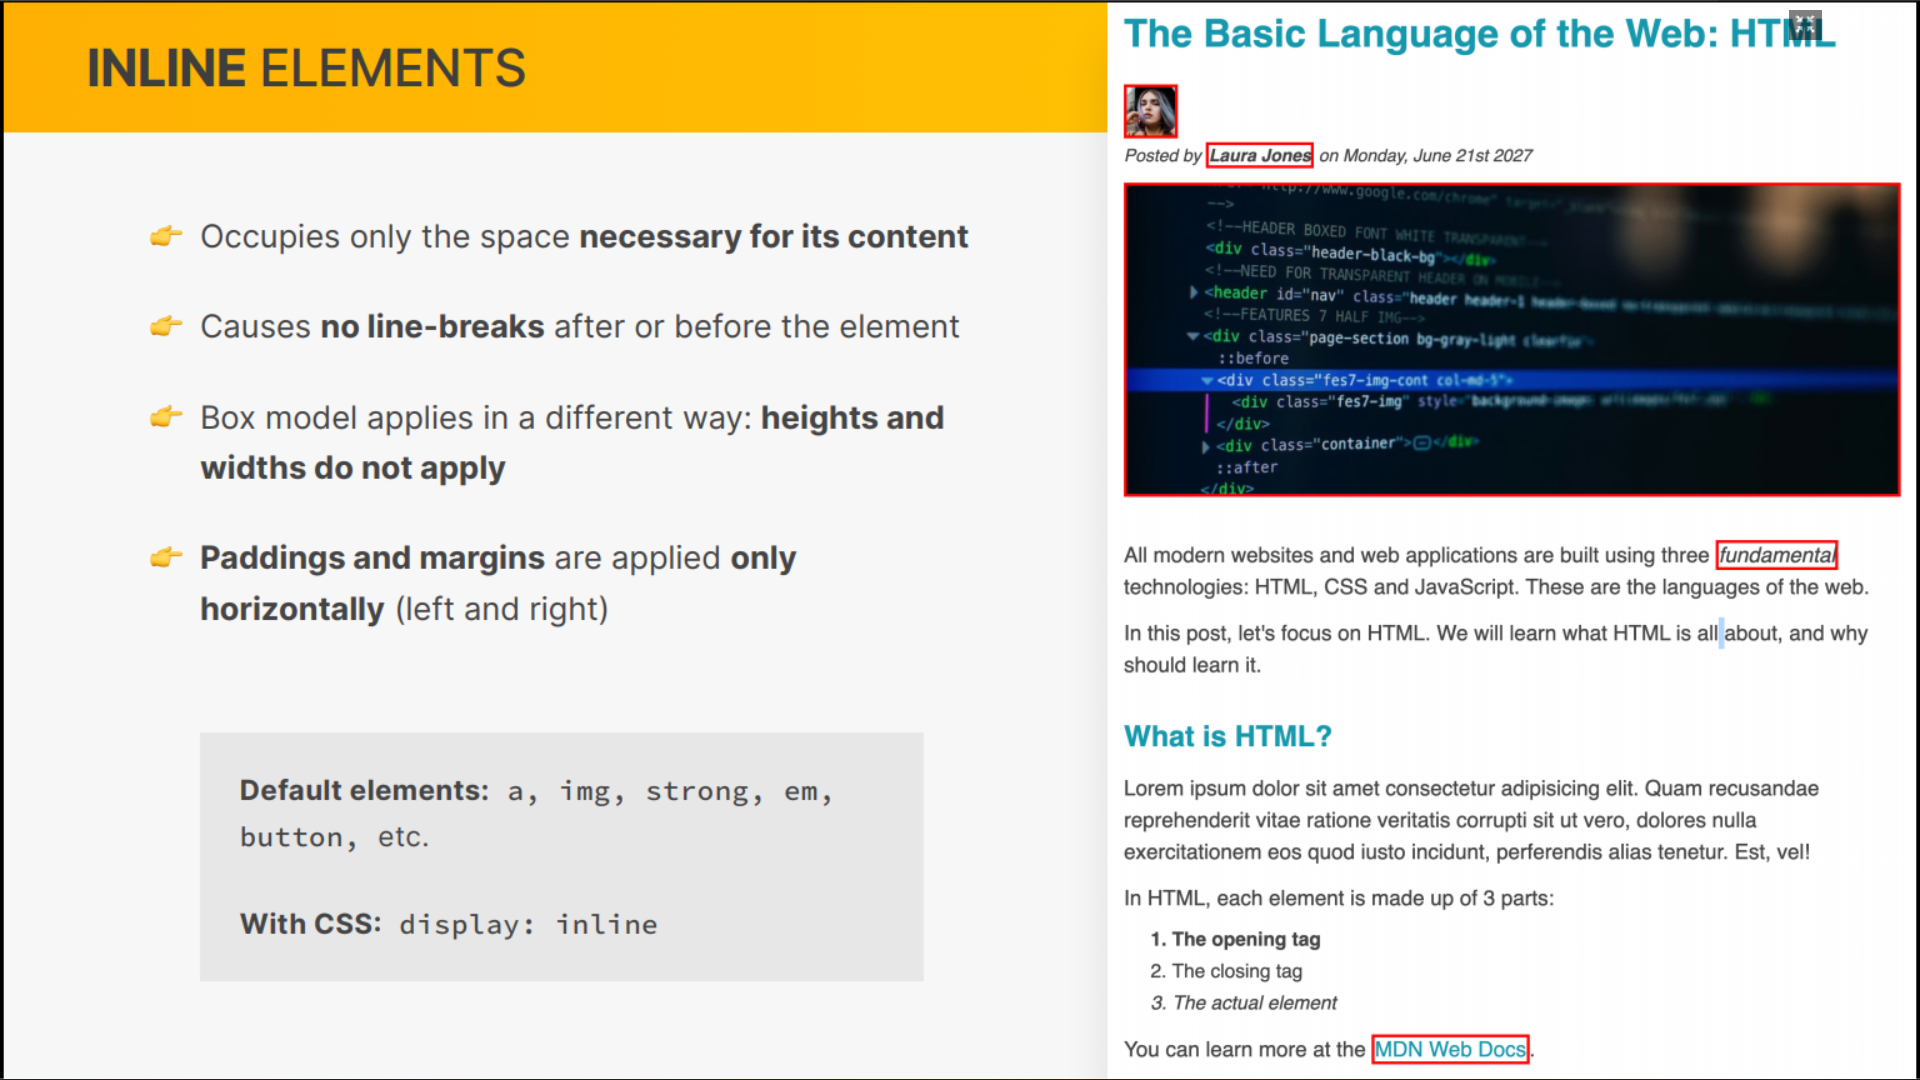 INLINE ELEMENTS
👉 Occupies only the space necessary for its content
👉 Causes no line-breaks after or before the element
👉 Box model applies in a different way: heights and
widths do not apply
👉 Paddings and margins are applied only
horizontally (left and right)
Default elements: a, img, strong, em,
button, etc.
With CSS: display: inline
The Basic Language of the Web: HTML
Posted by Laura Jones on Monday, June 21st 2027
http://www.google.com/chrome"
-->
<!--HEADER BOXED FONT WHITE TRANSPARENT-->
<div class="header-black-bg"></div>
<!--NEED FOR TRANSPARENT HEADER ON MOBILE-->
<header id="nav" class="header header-1
<!--FEATURES 7 HALF IMG-->
<div class="page-section bg-gray-light clearfix">
::before
<div class="fes7-img-cont col-md-5">
<div class="fes7-img" style="background-image:
</div>
<div class="container"></div>
::after
</div>
All modern websites and web applications are built using three fundamental
technologies: HTML, CSS and JavaScript. These are the languages of the web.
In this post, let's focus on HTML. We will learn what HTML is all about, and why
should learn it.
What is HTML?
Lorem ipsum dolor sit amet consectetur adipisicing elit. Quam recusandae
reprehenderit vitae ratione veritatis corrupti sit ut vero, dolores nulla
exercitationem eos quod iusto incidunt, perferendis alias tenetur. Est, vel!
In HTML, each element is made up of 3 parts:
1. The opening tag
2. The closing tag
3. The actual element
You can learn more at the MDN Web Docs.